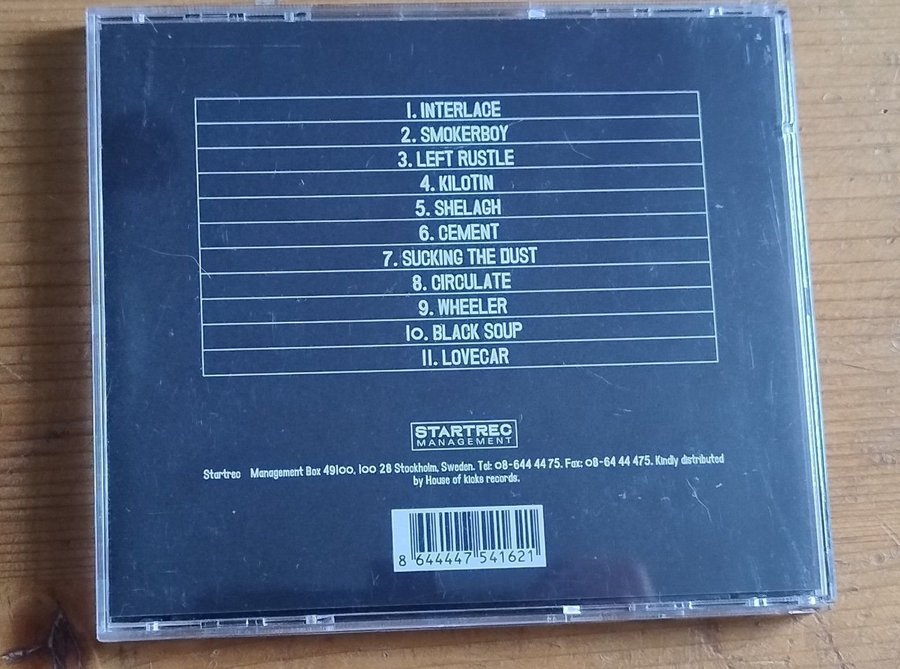 1. INTERLACE
2. SMOKERBOY
3. LEFT RUSTLE
4. KILOTIN
5. SHELAGH
6. CEMENT
7. SUCKING THE DUST
8. CIRCULATE
9. WHEELER
10. BLACK SOUP
11. LOVECAR
STARTREC
MANAGEMENT
Startrec Management Box 49100, 100 28 Stockholm, Sweden. Tel: 08-644 44 75. Fax: 08-64 44 475. Kindly distributed
by House of kicks records.
8 644447 541621